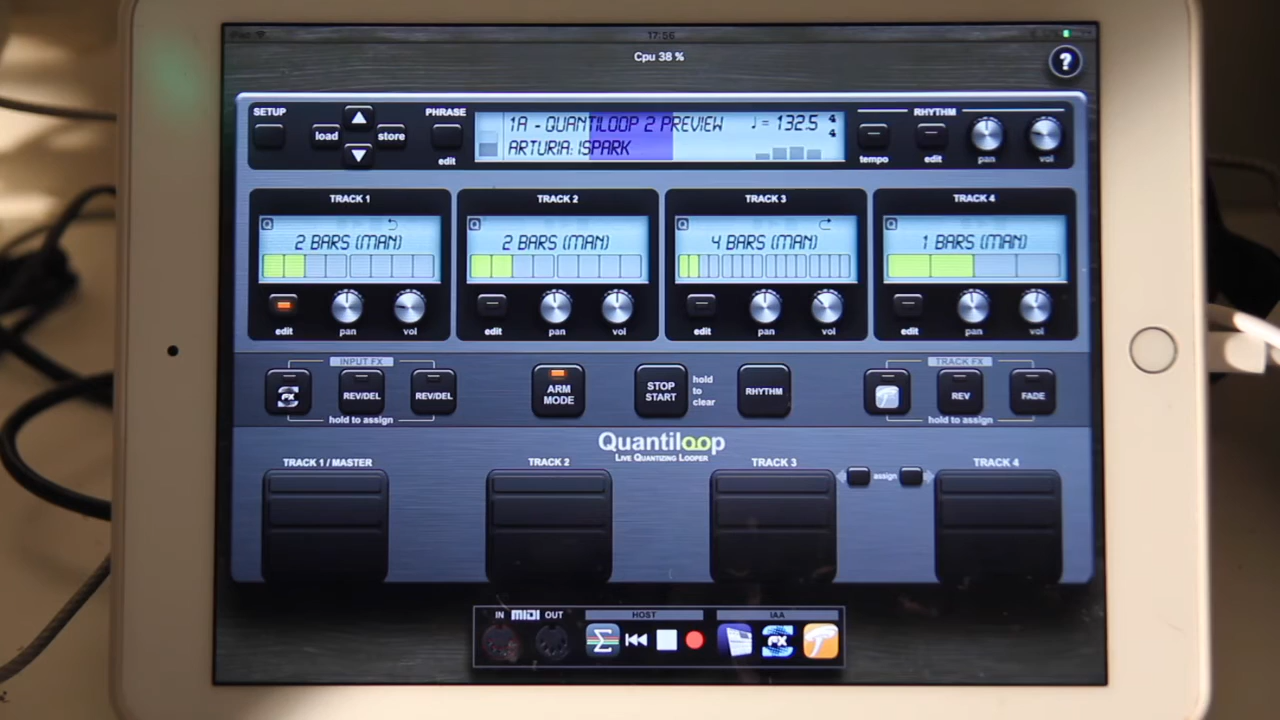 iPad
17:56
Cpu 38 %
?
SETUP
load
store
PHRASE
edit
1A - QUANTILOOP 2 PREVIEW
♩ = 132.5
4
4
ARTURIA: ISPARK
RHYTHM
tempo
edit
pan
vol
TRACK 1
TRACK 2
TRACK 3
TRACK 4
Q
2 BARS (MAN)
Q
2 BARS (MAN)
Q
4 BARS (MAN)
Q
1 BARS (MAN)
edit
pan
vol
edit
pan
vol
edit
pan
vol
edit
pan
vol
INPUT FX
FX
REV/DEL
REV/DEL
hold to assign
ARM
MODE
STOP
START
hold
to
clear
RHYTHM
TRACK FX
REV
FADE
hold to assign
Quantiloop
LIVE QUANTIZING LOOPER
TRACK 1 / MASTER
TRACK 2
TRACK 3
assign
TRACK 4
IN MIDI OUT
HOST
IAA
Σ
FX